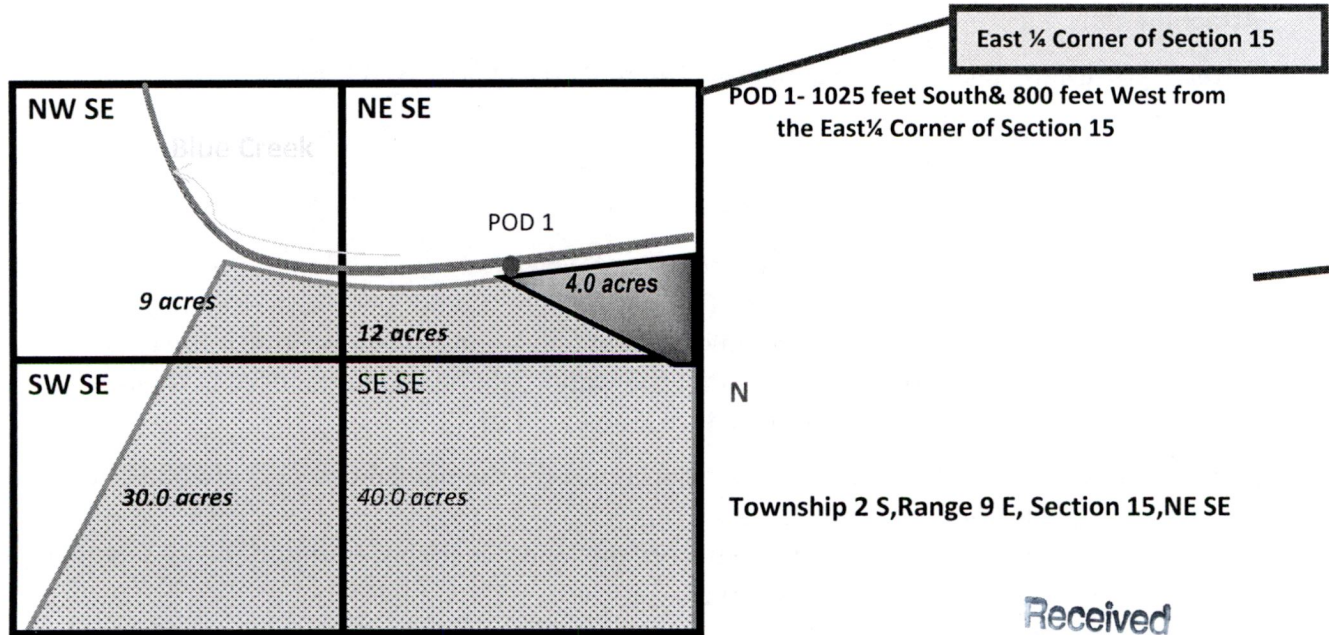 East ¼ Corner of Section 15
POD 1- 1025 feet South& 800 feet West from
the East¼ Corner of Section 15
NW SE
NE SE
Blue Creek
POD 1
9 acres
4.0 acres
12 acres
SW SE
SE SE
N
30.0 acres
40.0 acres
Township 2 S,Range 9 E, Section 15,NE SE
Received